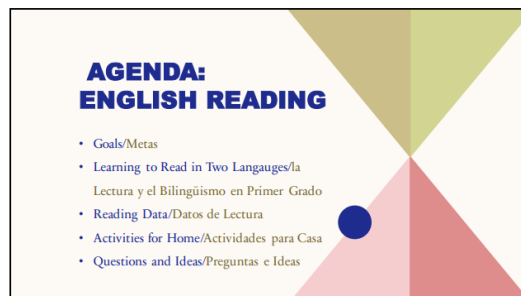 AGENDA:
ENGLISH READING
• Goals/Metas
• Learning to Read in Two Langauges/la
Lectura y el Bilingüismo en Primer Grado
• Reading Data/Datos de Lectura
• Activities for Home/Actividades para Casa
• Questions and Ideas/Preguntas e Ideas